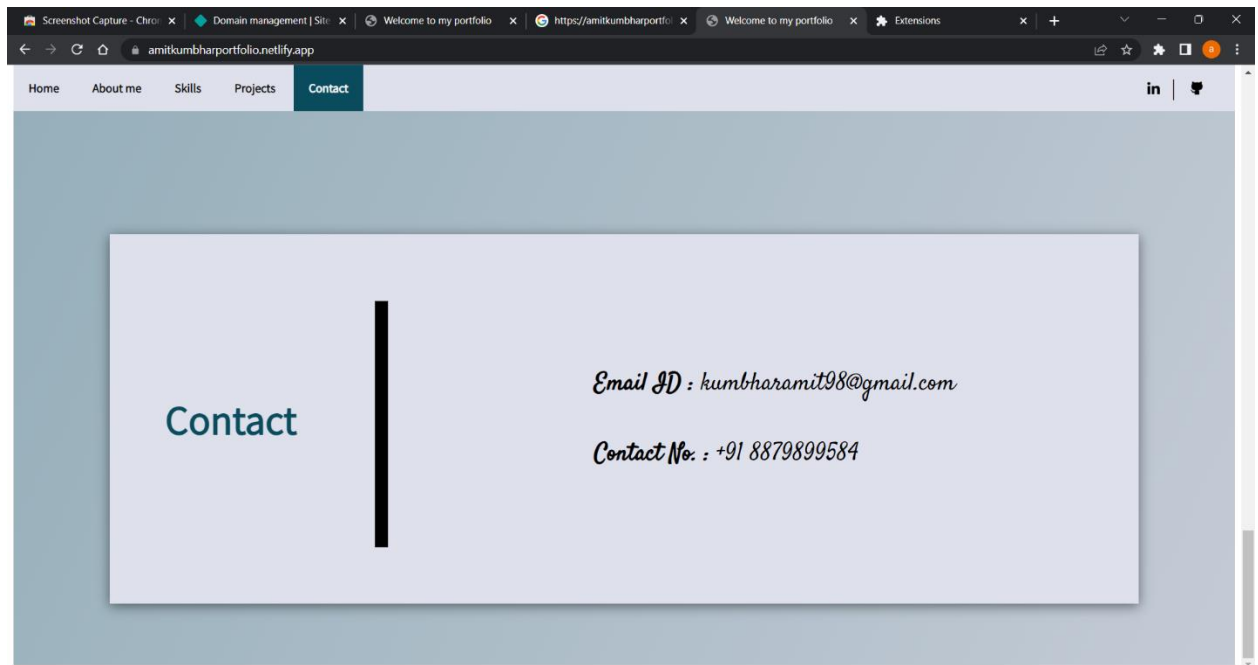 Screenshot Capture - Chron
Domain management | Site
Welcome to my portfolio
https://amitkumbharportfol
Welcome to my portfolio
Extensions
amitkumbharportfolio.netlify.app
a
Home About me Skills Projects Contact in
Contact
Email ID : kumbharamit98@gmail.com
Contact No. : +91 8879899584